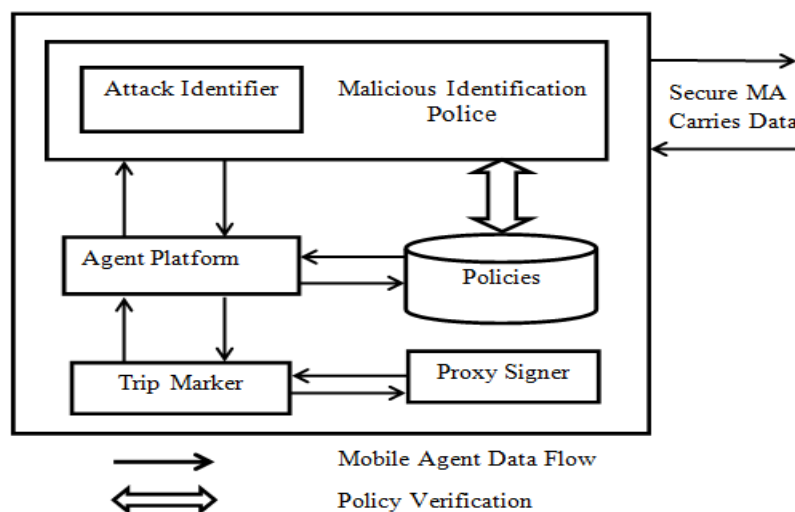 Attack Identifier
Malicious Identification
Police
Secure MA
Carries Data
Agent Platform
Policies
Trip Marker
Proxy Signer
Mobile Agent Data Flow
Policy Verification